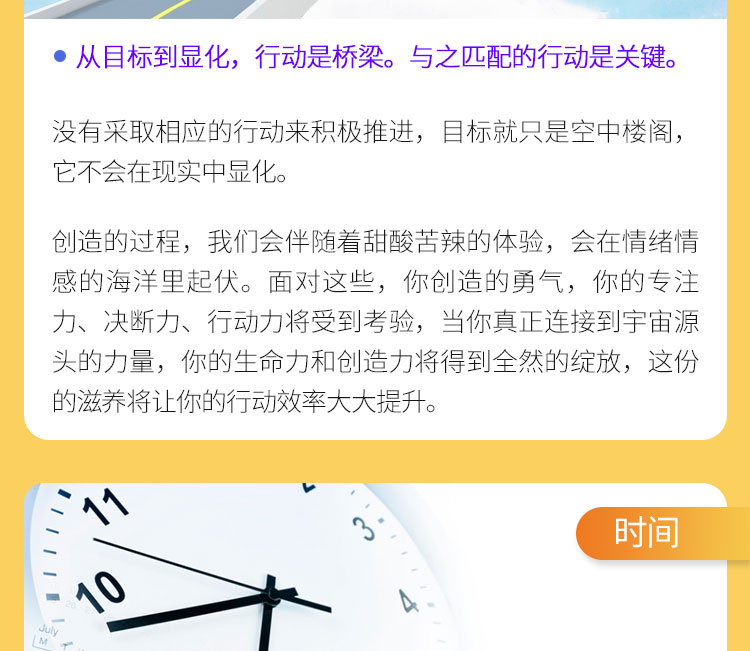 从目标到显化，行动是桥梁。与之匹配的行动是关键。
没有采取相应的行动来积极推进，目标就只是空中楼阁，
它不会在现实中显化。
创造的过程，我们会伴随着甜酸苦辣的体验，会在情绪情
感的海洋里起伏。面对这些，你创造的勇气，你的专注
力、决断力、行动力将受到考验，当你真正连接到宇宙源
头的力量，你的生命力和创造力将得到全然的绽放，这份
的滋养将让你的行动效率大大提升。
时间
11
3
10
4
July
M